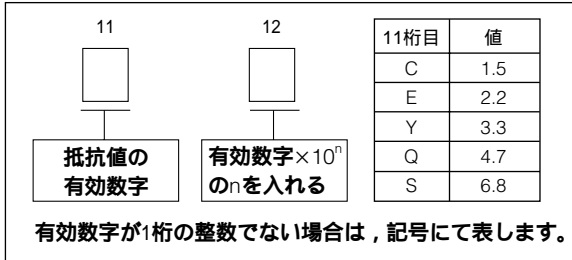 11 12
抵抗値の
有効数字
有効数字×10ⁿ
のnを入れる
11桁目 値
C 1.5
E 2.2
Y 3.3
Q 4.7
S 6.8
有効数字が1桁の整数でない場合は，記号にて表します。